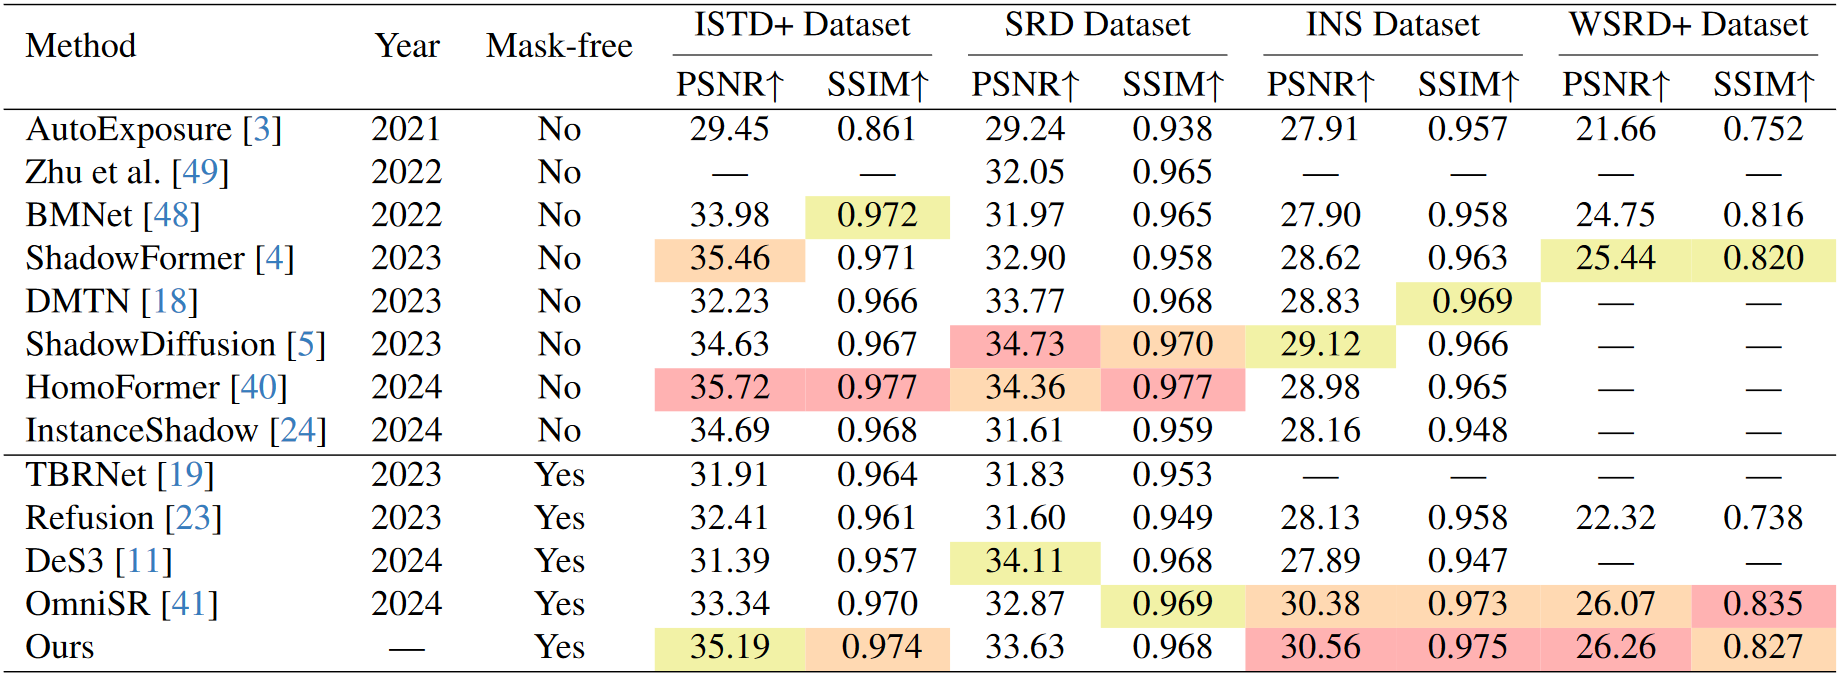 Method Year Mask-free ISTD+ Dataset SRD Dataset INS Dataset WSRD+ Dataset
PSNR↑ SSIM↑ PSNR↑ SSIM↑ PSNR↑ SSIM↑ PSNR↑ SSIM↑
AutoExposure [3] 2021 No 29.45 0.861 29.24 0.938 27.91 0.957 21.66 0.752
Zhu et al. [49] 2022 No — — 32.05 0.965 — — — —
BMNet [48] 2022 No 33.98 0.972 31.97 0.965 27.90 0.958 24.75 0.816
ShadowFormer [4] 2023 No 35.46 0.971 32.90 0.958 28.62 0.963 25.44 0.820
DMTN [18] 2023 No 32.23 0.966 33.77 0.968 28.83 0.969 — —
ShadowDiffusion [5] 2023 No 34.63 0.967 34.73 0.970 29.12 0.966 — —
HomoFormer [40] 2024 No 35.72 0.977 34.36 0.977 28.98 0.965 — —
InstanceShadow [24] 2024 No 34.69 0.968 31.61 0.959 28.16 0.948 — —
TBRNet [19] 2023 Yes 31.91 0.964 31.83 0.953 — — — —
Refusion [23] 2023 Yes 32.41 0.961 31.60 0.949 28.13 0.958 22.32 0.738
DeS3 [11] 2024 Yes 31.39 0.957 34.11 0.968 27.89 0.947 — —
OmniSR [41] 2024 Yes 33.34 0.970 32.87 0.969 30.38 0.973 26.07 0.835
Ours — Yes 35.19 0.974 33.63 0.968 30.56 0.975 26.26 0.827